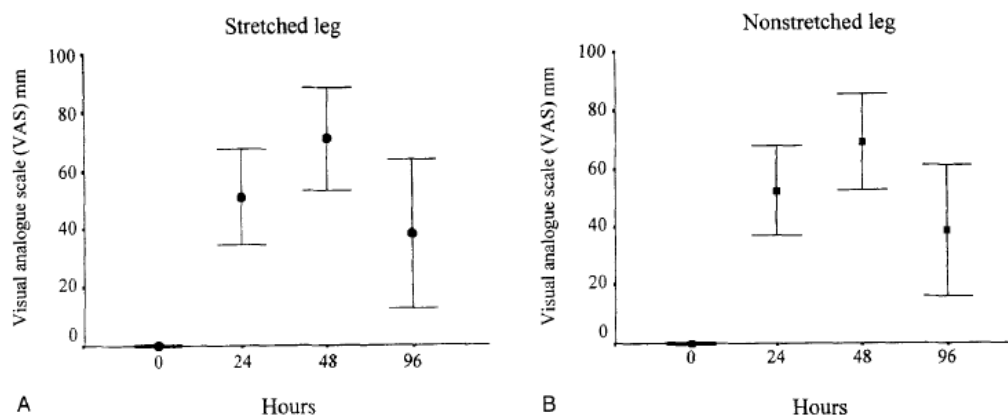 Stretched leg
Visual analogue scale (VAS) mm
100
80
60
40
20
0
0 24 48 96
A Hours
Nonstretched leg
Visual analogue scale (VAS) mm
100
80
60
40
20
0
0 24 48 96
B Hours